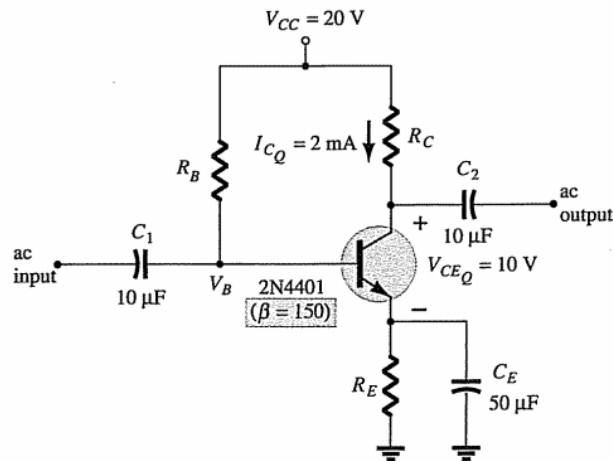 V_CC = 20 V
R_B
I_CQ = 2 mA
R_C
C_2
10 μF
ac
output
ac
input
C_1
10 μF
V_B
2N4401
(β = 150)
+
V_CEQ = 10 V
−
R_E
C_E
50 μF